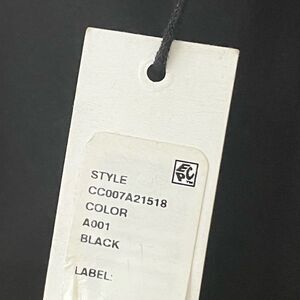 STYLE
CC007A21518
COLOR
A001
BLACK
LABEL: